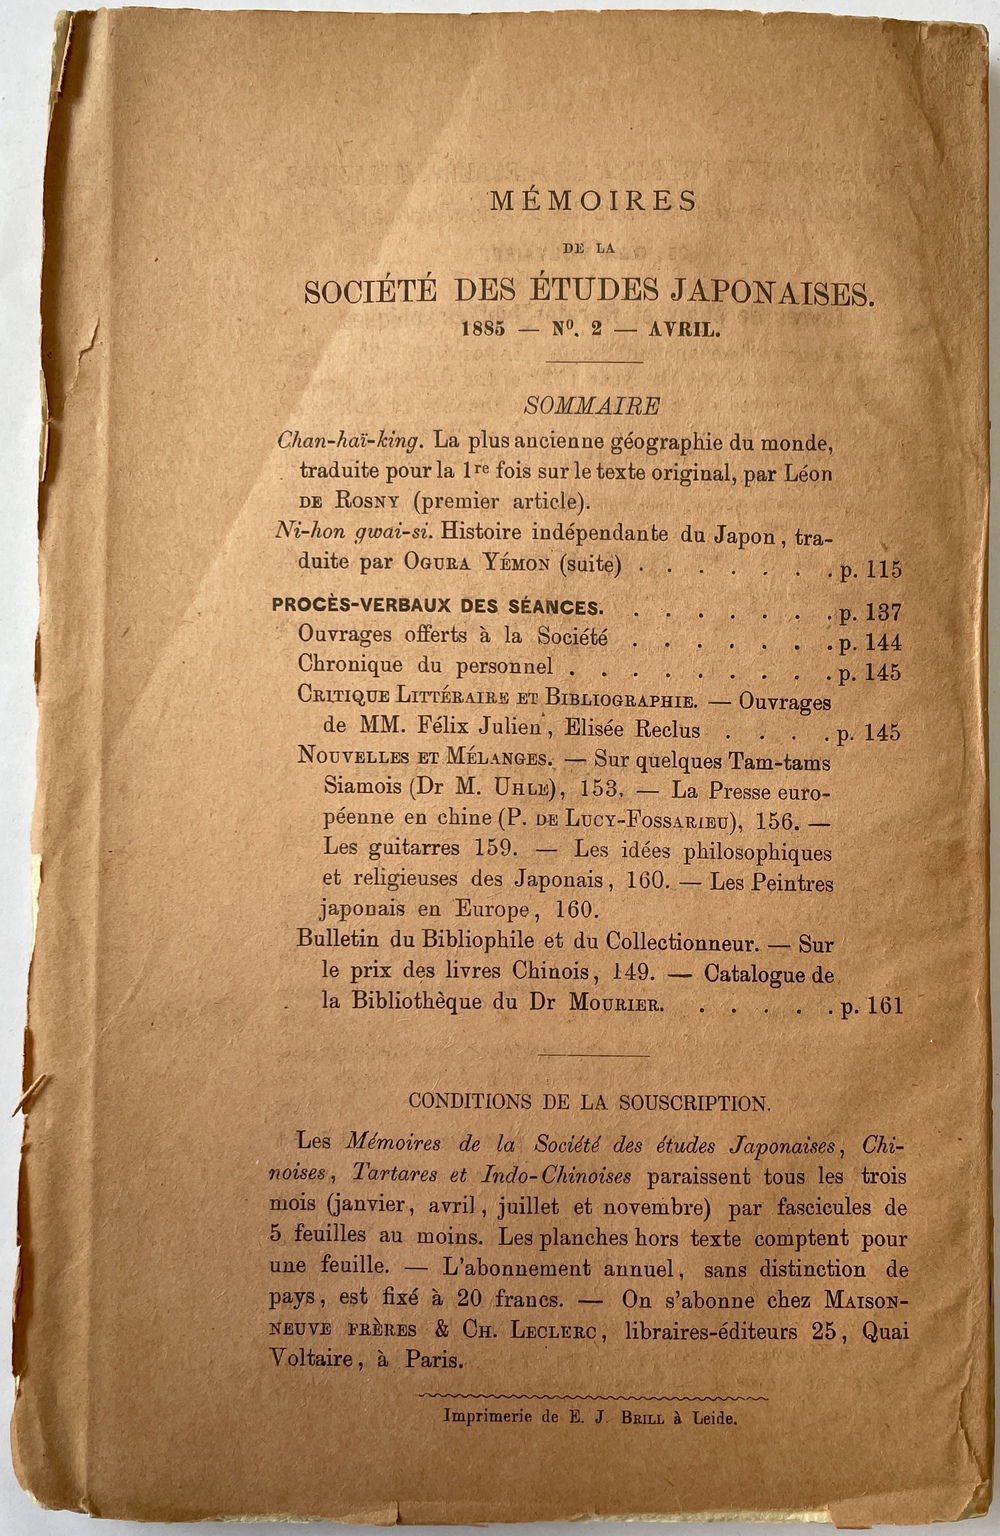 MÉMOIRES
DE LA
SOCIÉTÉ DES ÉTUDES JAPONAISES.
1885 — Nº. 2 — AVRIL.
SOMMAIRE
Chan-haï-king. La plus ancienne géographie du monde,
traduite pour la 1re fois sur le texte original, par Léon
DE ROSNY (premier article).
Ni-hon gwai-si. Histoire indépendante du Japon, tra-
duite par OGURA YÉMON (suite) . . . . . . . p. 115
PROCÈS-VERBAUX DES SÉANCES. . . . . . . . p. 137
Ouvrages offerts à la Société . . . . . . . p. 144
Chronique du personnel . . . . . . . . . p. 145
CRITIQUE LITTÉRAIRE ET BIBLIOGRAPHIE. — Ouvrages
de MM. Félix Julien, Elisée Reclus . . . . p. 145
NOUVELLES ET MÉLANGES. — Sur quelques Tam-tams
Siamois (Dr M. UHLE), 153. — La Presse euro-
péenne en chine (P. DE LUCY-FOSSARIEU), 156. —
Les guitarres 159. — Les idées philosophiques
et religieuses des Japonais, 160. — Les Peintres
japonais en Europe, 160.
Bulletin du Bibliophile et du Collectionneur. — Sur
le prix des livres Chinois, 149. — Catalogue de
la Bibliothèque du Dr MOURIER. . . . . . p. 161
CONDITIONS DE LA SOUSCRIPTION.
Les Mémoires de la Société des études Japonaises, Chi-
noises, Tartares et Indo-Chinoises paraissent tous les trois
mois (janvier, avril, juillet et novembre) par fascicules de
5 feuilles au moins. Les planches hors texte comptent pour
une feuille. — L'abonnement annuel, sans distinction de
pays, est fixé à 20 francs. — On s'abonne chez MAISON-
NEUVE FRÈRES & CH. LECLERC, libraires-éditeurs 25, Quai
Voltaire, à Paris.
Imprimerie de E. J. BRILL à Leide.